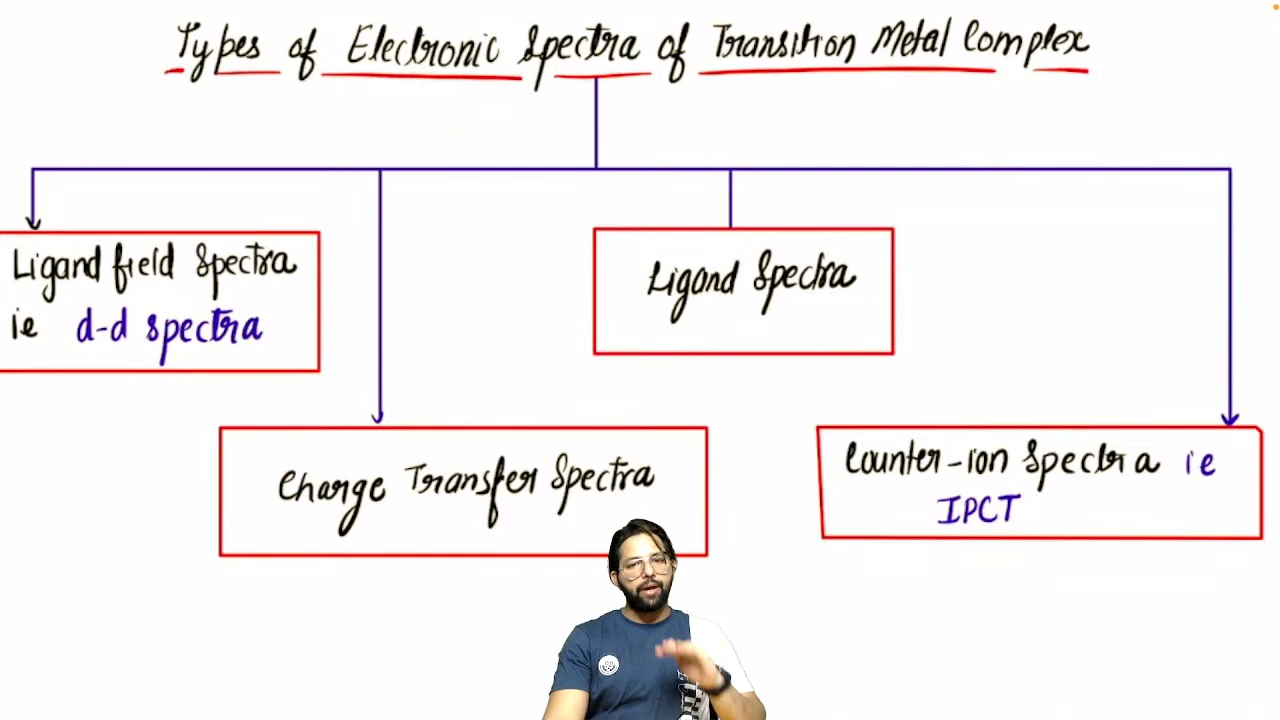 Types of Electronic Spectra of Transition Metal Complex
Ligand field Spectra
ie d-d spectra
Ligand Spectra
Charge Transfer Spectra
Counter-ion Spectra ie
IPCT